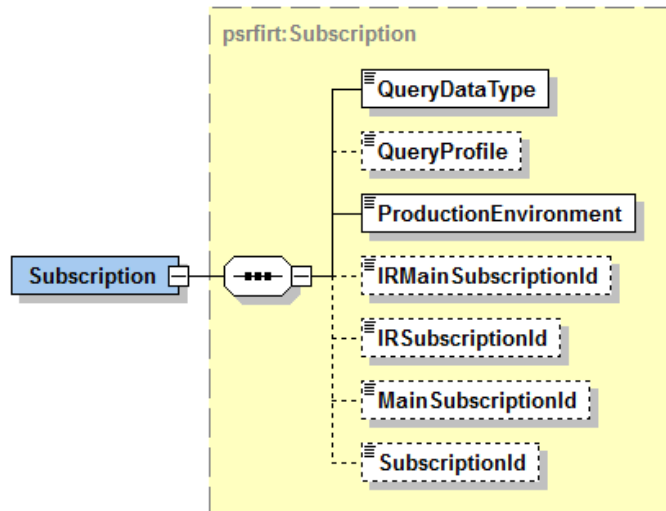 psrfirt:Subscription
QueryDataType
QueryProfile
ProductionEnvironment
Subscription
IRMainSubscriptionId
IRSubscriptionId
MainSubscriptionId
SubscriptionId